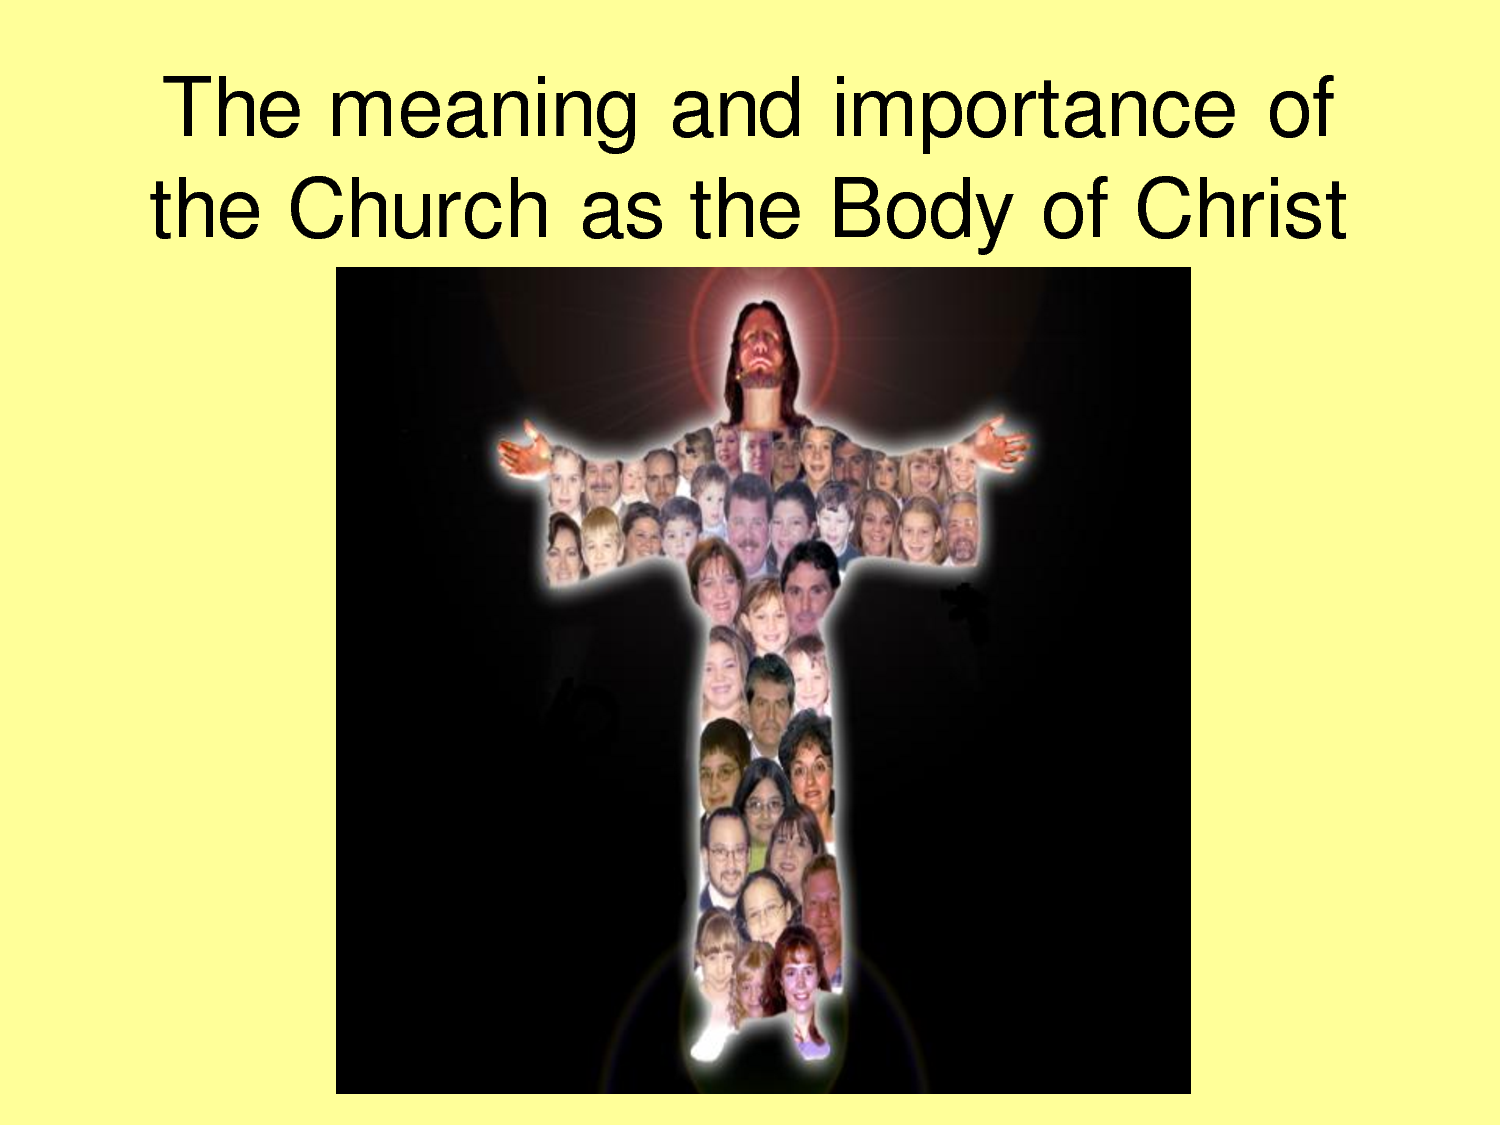 The meaning and importance of
the Church as the Body of Christ